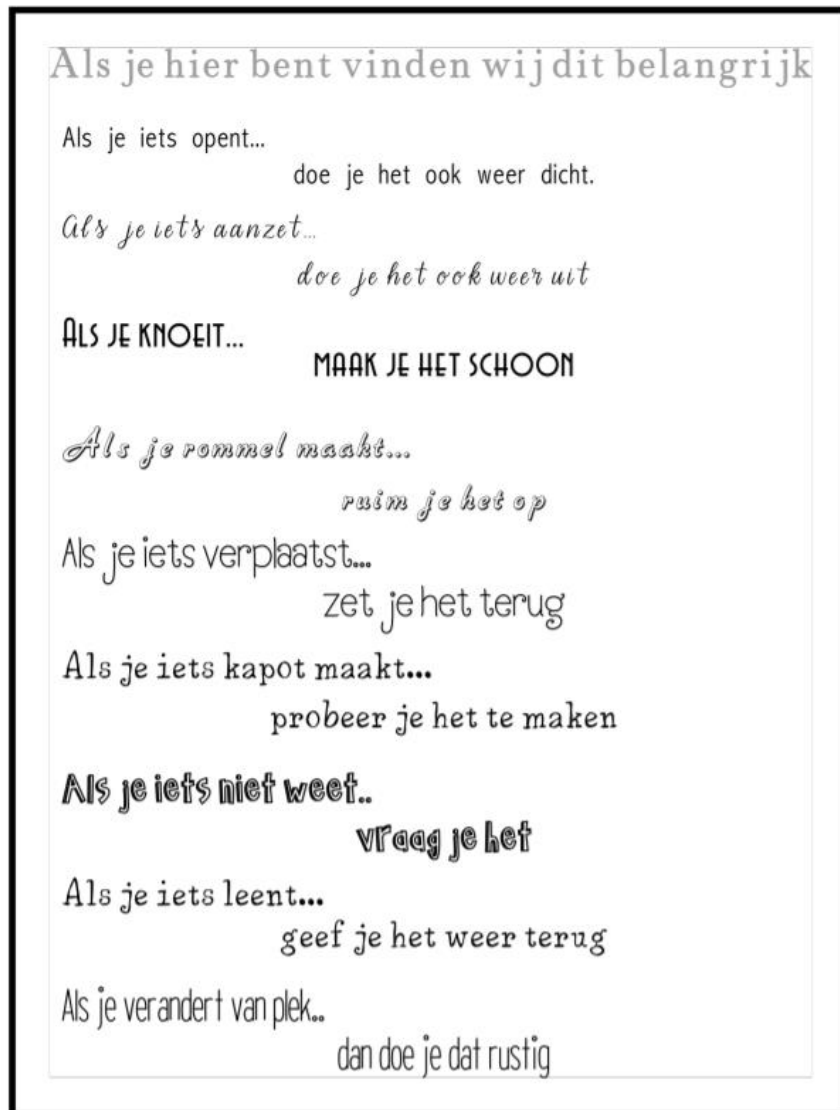 Als je hier bent vinden wij dit belangrijk
Als je iets opent...
doe je het ook weer dicht.
Als je iets aanzet...
doe je het ook weer uit
ALS JE KNOEIT...
MAAK JE HET SCHOON
Als je rommel maakt...
ruim je het op
Als je iets verplaatst...
zet je het terug
Als je iets kapot maakt...
probeer je het te maken
Als je iets niet weet..
vraag je het
Als je iets leent...
geef je het weer terug
Als je verandert van plek..
dan doe je dat rustig